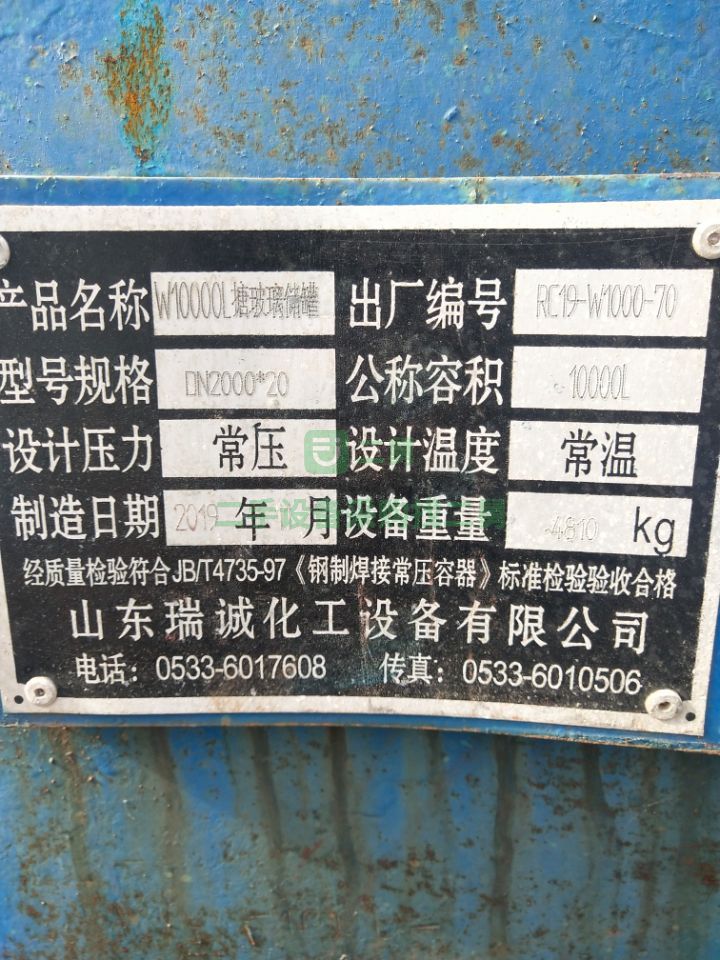 产品名称 W10000L搪玻璃储罐 出厂编号 RC19-W1000-70
型号规格 DN2000*20 公称容积 10000L
设计压力 常压 设计温度 常温
制造日期 2019 年 月 设备重量 4810 kg
经质量检验符合JB/T4735-97《钢制焊接常压容器》标准检验验收合格
山东瑞诚化工设备有限公司
电话：0533-6017608 传真：0533-6010506